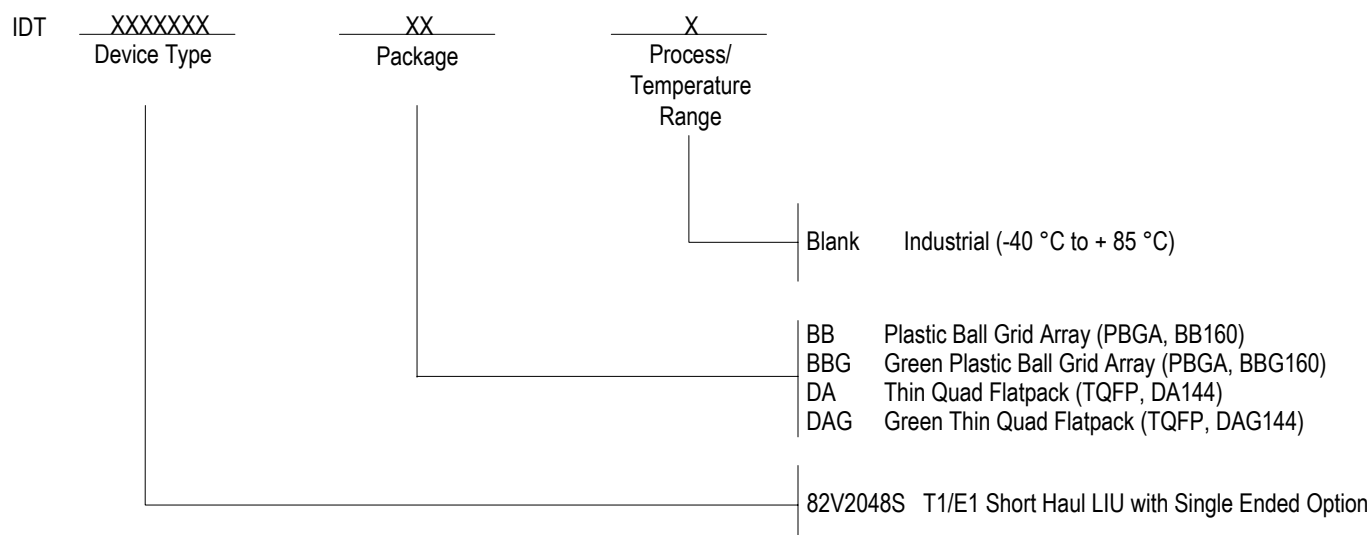 IDT XXXXXXX XX X
Device Type Package Process/
Temperature
Range
Blank Industrial (-40 °C to + 85 °C)
BB Plastic Ball Grid Array (PBGA, BB160)
BBG Green Plastic Ball Grid Array (PBGA, BBG160)
DA Thin Quad Flatpack (TQFP, DA144)
DAG Green Thin Quad Flatpack (TQFP, DAG144)
82V2048S T1/E1 Short Haul LIU with Single Ended Option